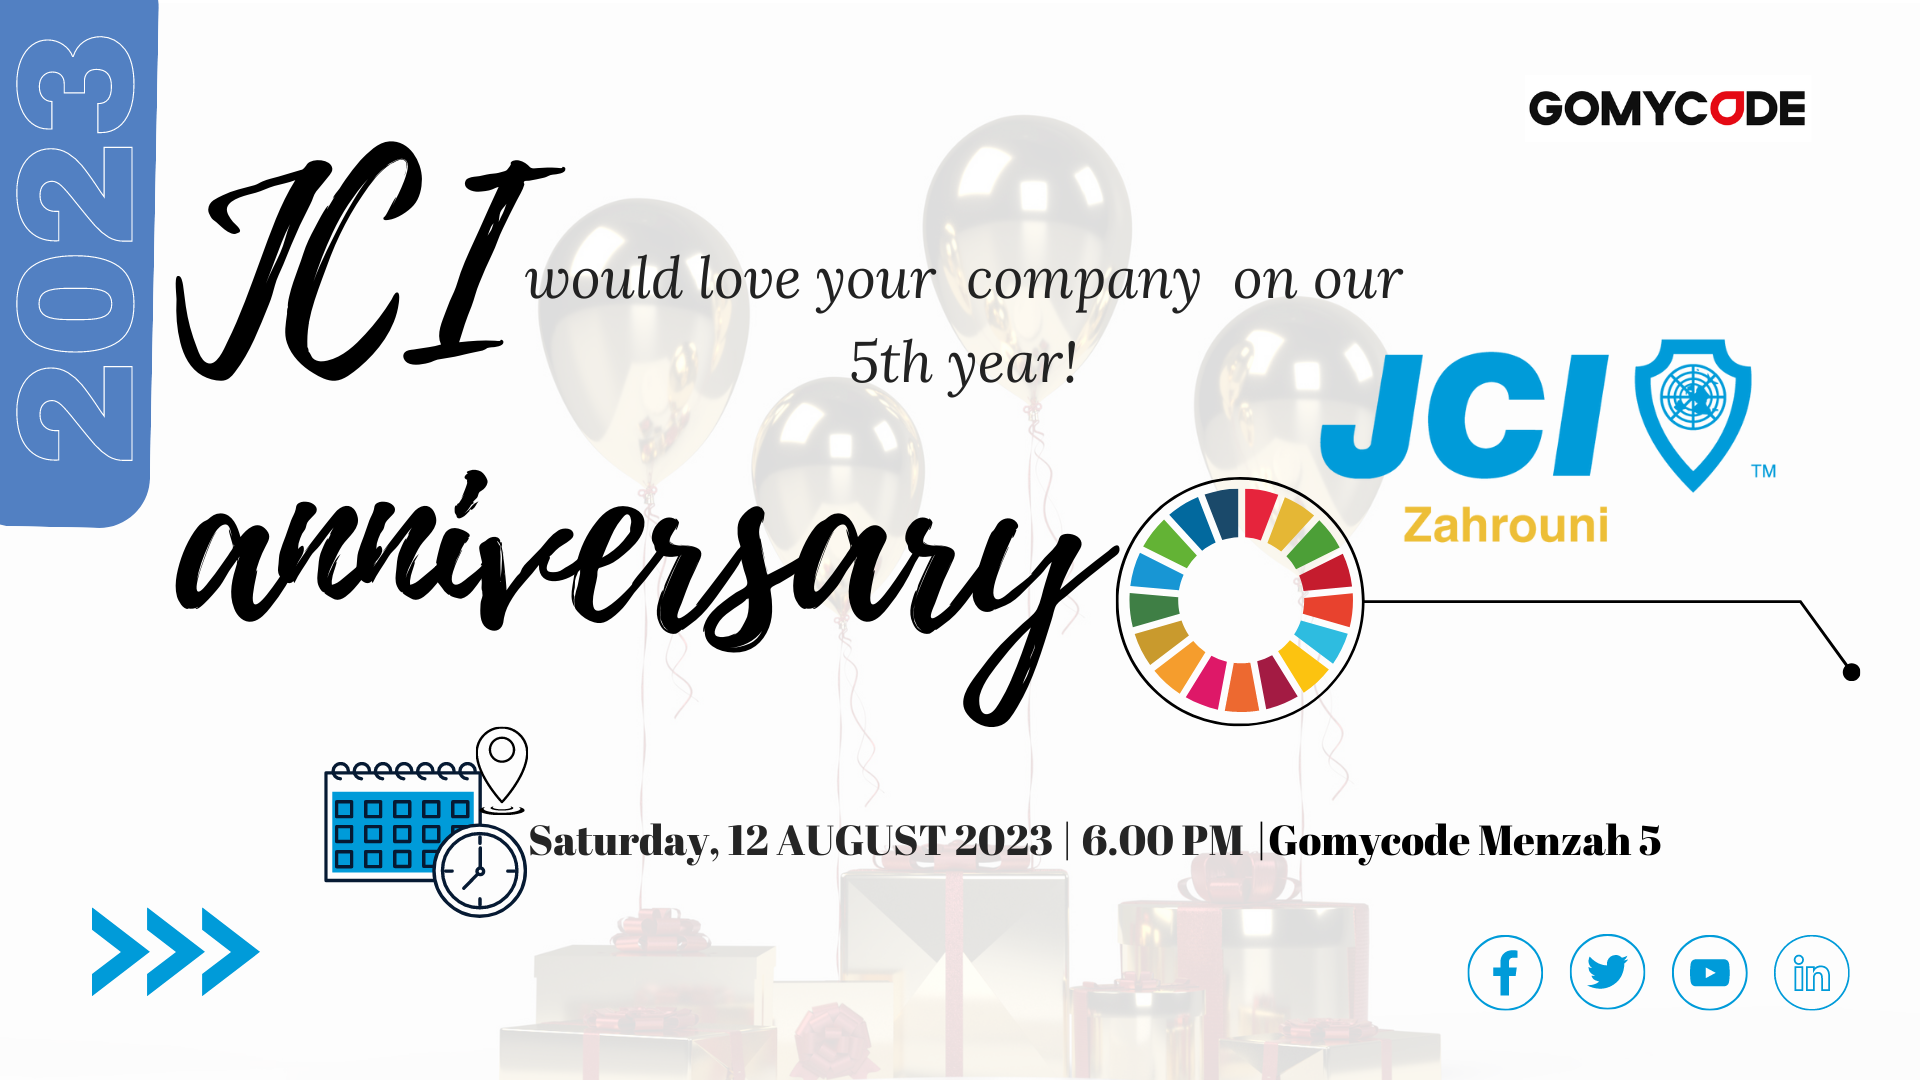 2023
GOMYCODE
JCI
would love your company on our
5th year!
JCI
TM
Zahrouni
anniversary
Saturday, 12 AUGUST 2023 | 6.00 PM |Gomycode Menzah 5
in